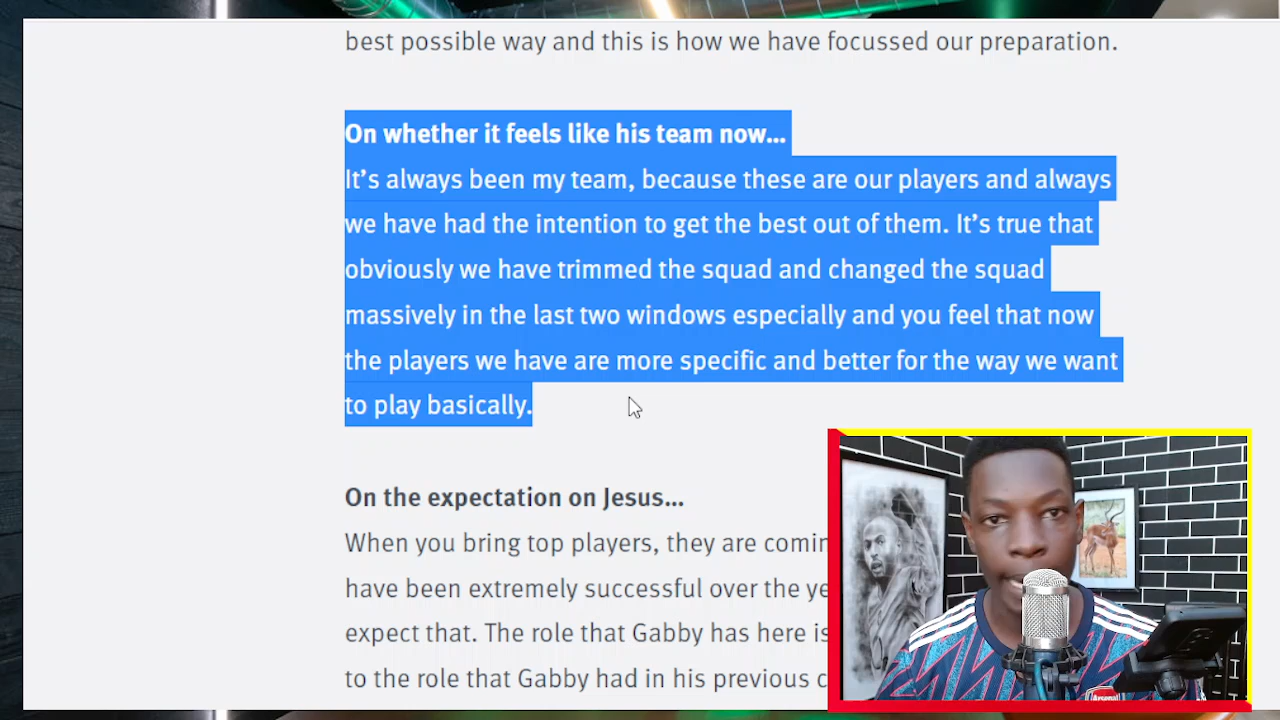 best possible way and this is how we have focussed our preparation.
On whether it feels like his team now...
It's always been my team, because these are our players and always
we have had the intention to get the best out of them. It's true that
obviously we have trimmed the squad and changed the squad
massively in the last two windows especially and you feel that now
the players we have are more specific and better for the way we want
to play basically.
On the expectation on Jesus...
When you bring top players, they are
have been extremely successful over the
expect that. The role that Gabby has here is
to the role that Gabby had in his previous
Arsenal